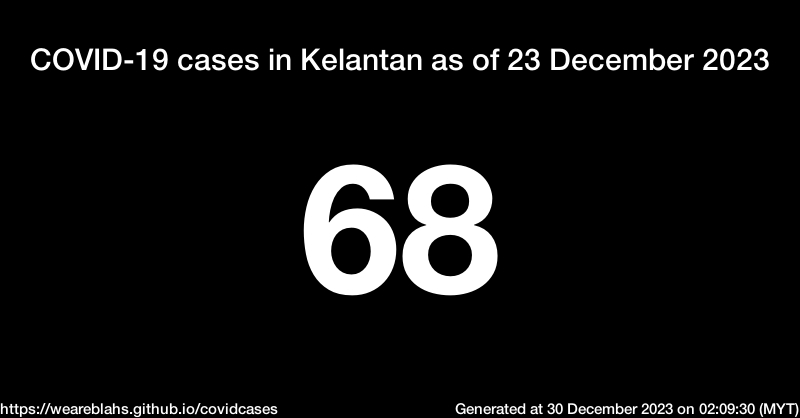 COVID-19 cases in Kelantan as of 23 December 2023
68
https://weareblahs.github.io/covidcases
Generated at 30 December 2023 on 02:09:30 (MYT)